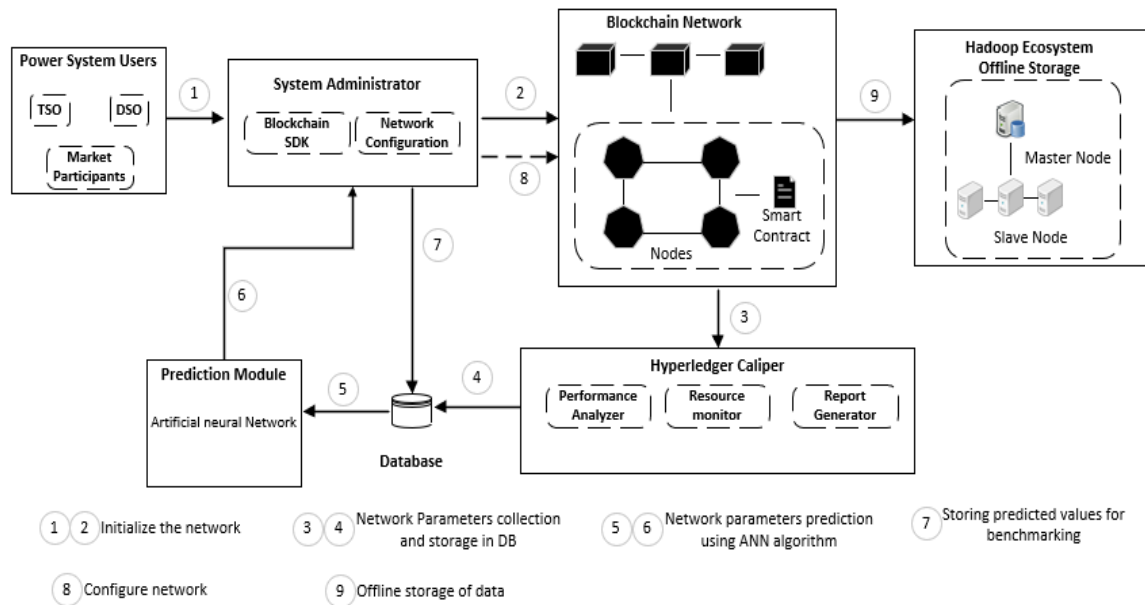 Power System Users
TSO
DSO
Market
Participants
1
System Administrator
Blockchain
SDK
Network
Configuration
2
8
Blockchain Network
Smart
Contract
Nodes
9
Hadoop Ecosystem
Offline Storage
Master Node
Slave Node
7
6
3
Prediction Module
Artificial neural Network
5
Database
4
Hyperledger Caliper
Performance
Analyzer
Resource
monitor
Report
Generator
1 2 Initialize the network
3 4 Network Parameters collection
and storage in DB
5 6 Network parameters prediction
using ANN algorithm
7 Storing predicted values for
benchmarking
8 Configure network
9 Offline storage of data